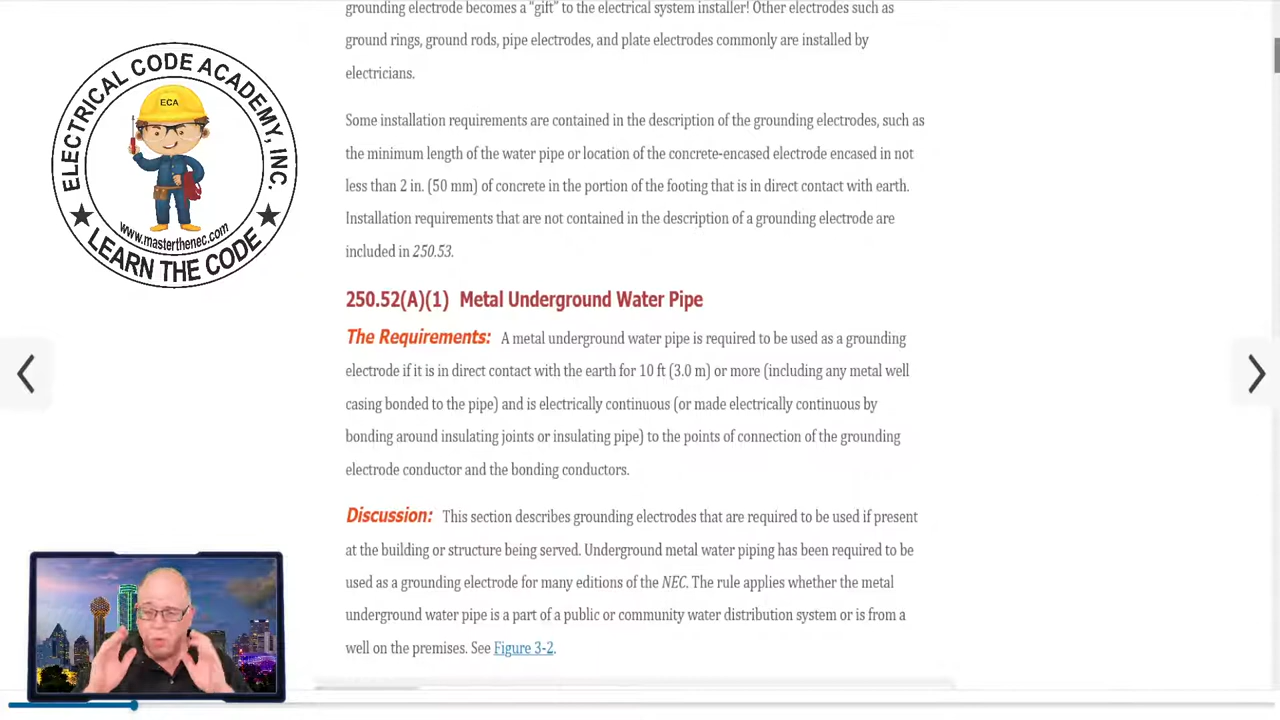 grounding electrode becomes a "gift" to the electrical system installer! Other electrodes such as
ground rings, ground rods, pipe electrodes, and plate electrodes commonly are installed by
electricians.
ELECTRICAL CODE ACADEMY, INC.
ECA
www.masterthenec.com
LEARN THE CODE
Some installation requirements are contained in the description of the grounding electrodes, such as
the minimum length of the water pipe or location of the concrete-encased electrode encased in not
less than 2 in. (50 mm) of concrete in the portion of the footing that is in direct contact with earth.
Installation requirements that are not contained in the description of a grounding electrode are
included in 250.53.
250.52(A)(1) Metal Underground Water Pipe
The Requirements: A metal underground water pipe is required to be used as a grounding
electrode if it is in direct contact with the earth for 10 ft (3.0 m) or more (including any metal well
casing bonded to the pipe) and is electrically continuous (or made electrically continuous by
bonding around insulating joints or insulating pipe) to the points of connection of the grounding
electrode conductor and the bonding conductors.
Discussion: This section describes grounding electrodes that are required to be used if present
at the building or structure being served. Underground metal water piping has been required to be
used as a grounding electrode for many editions of the NEC. The rule applies whether the metal
underground water pipe is a part of a public or community water distribution system or is from a
well on the premises. See Figure 3-2.